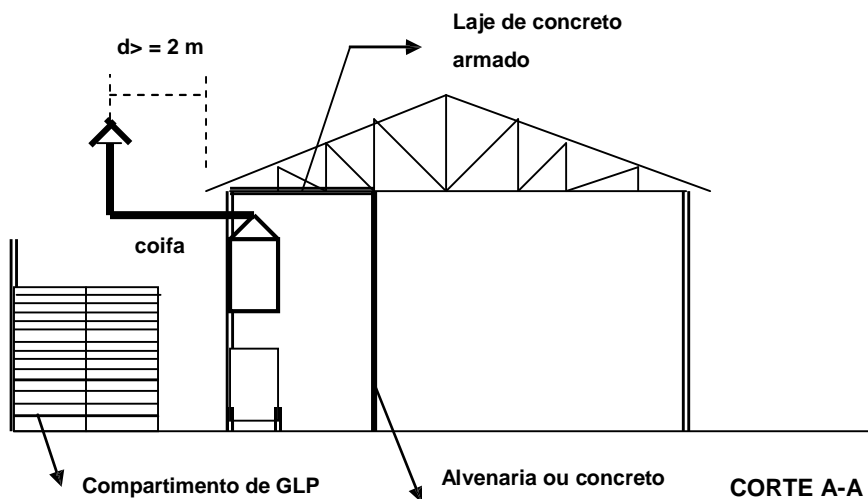 Laje de concreto
armado
d> = 2 m
coifa
Compartimento de GLP
Alvenaria ou concreto
CORTE A-A